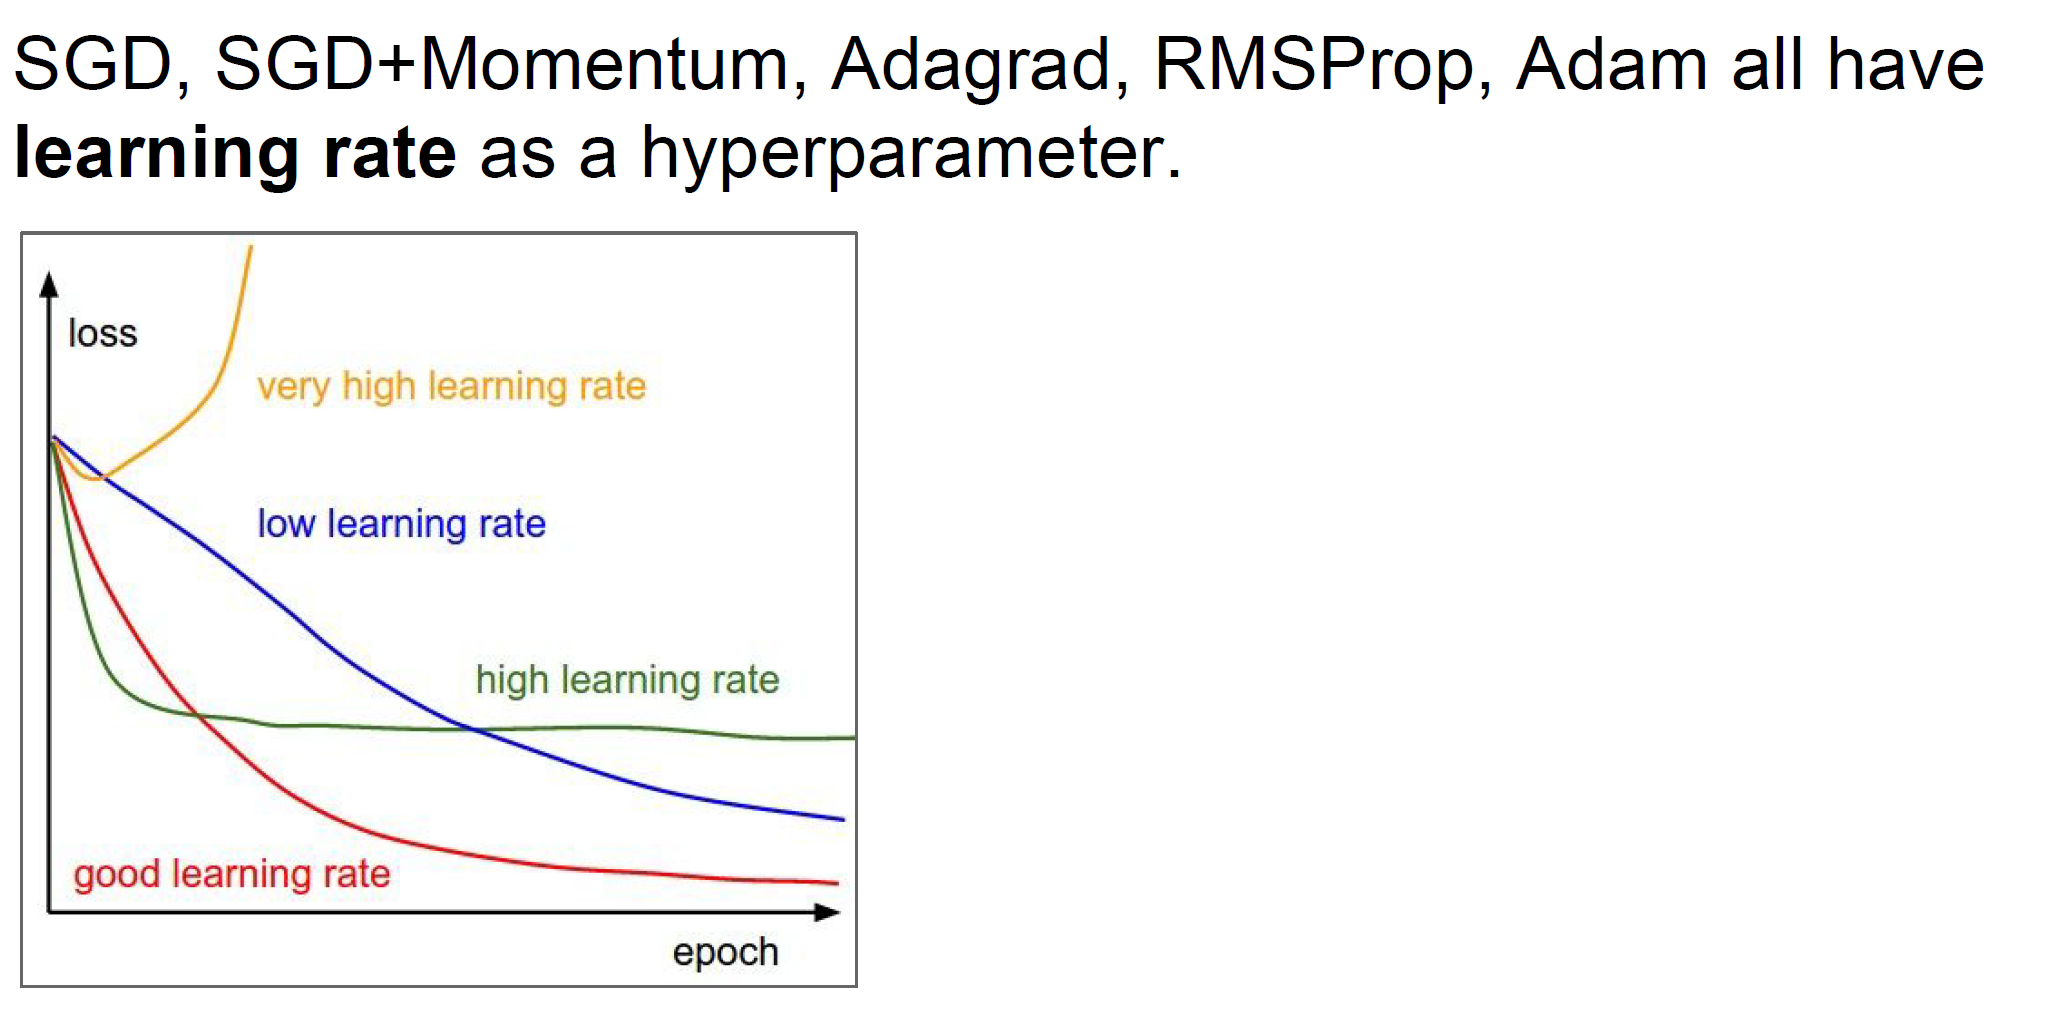 SGD, SGD+Momentum, Adagrad, RMSProp, Adam all have
learning rate as a hyperparameter.
loss
very high learning rate
low learning rate
high learning rate
good learning rate
epoch